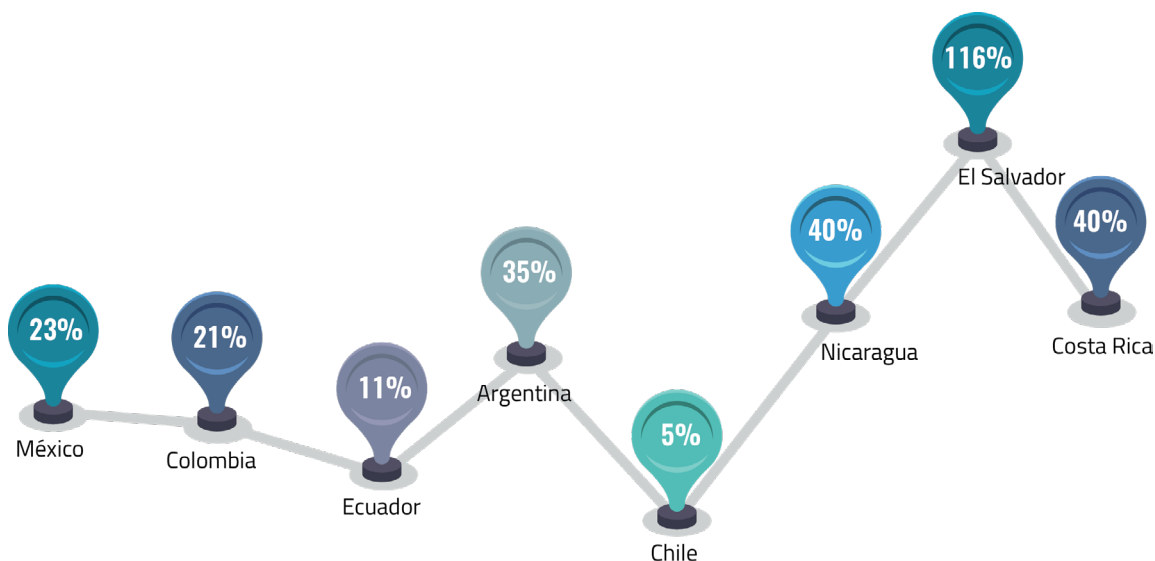 23%
México
21%
Colombia
11%
Ecuador
35%
Argentina
5%
Chile
40%
Nicaragua
116%
El Salvador
40%
Costa Rica